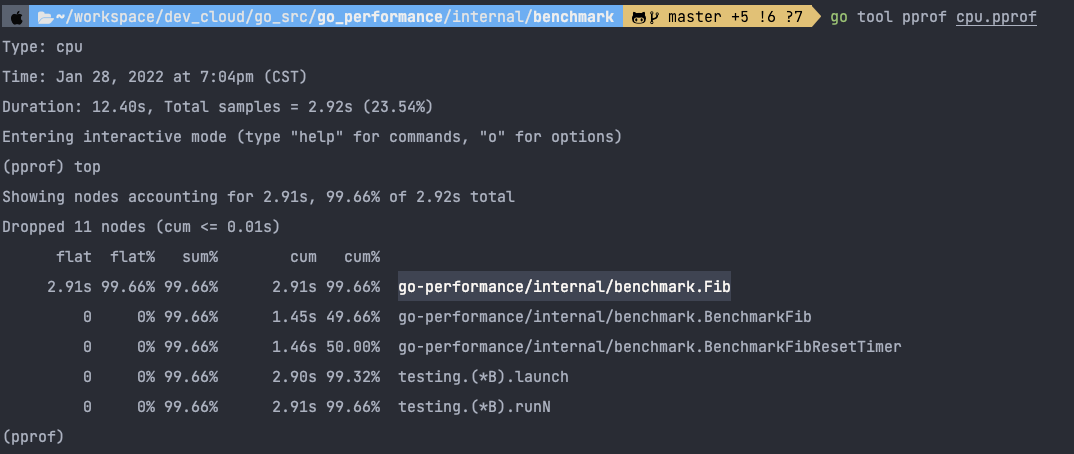 ~/workspace/dev_cloud/go_src/go_performance/internal/benchmark master +5 !6 ?7 go tool pprof cpu.pprof
Type: cpu
Time: Jan 28, 2022 at 7:04pm (CST)
Duration: 12.40s, Total samples = 2.92s (23.54%)
Entering interactive mode (type "help" for commands, "o" for options)
(pprof) top
Showing nodes accounting for 2.91s, 99.66% of 2.92s total
Dropped 11 nodes (cum <= 0.01s)
      flat  flat%   sum%        cum   cum%
     2.91s 99.66% 99.66%      2.91s 99.66%  go-performance/internal/benchmark.Fib
         0     0% 99.66%      1.45s 49.66%  go-performance/internal/benchmark.BenchmarkFib
         0     0% 99.66%      1.46s 50.00%  go-performance/internal/benchmark.BenchmarkFibResetTimer
         0     0% 99.66%      2.90s 99.32%  testing.(*B).launch
         0     0% 99.66%      2.91s 99.66%  testing.(*B).runN
(pprof)